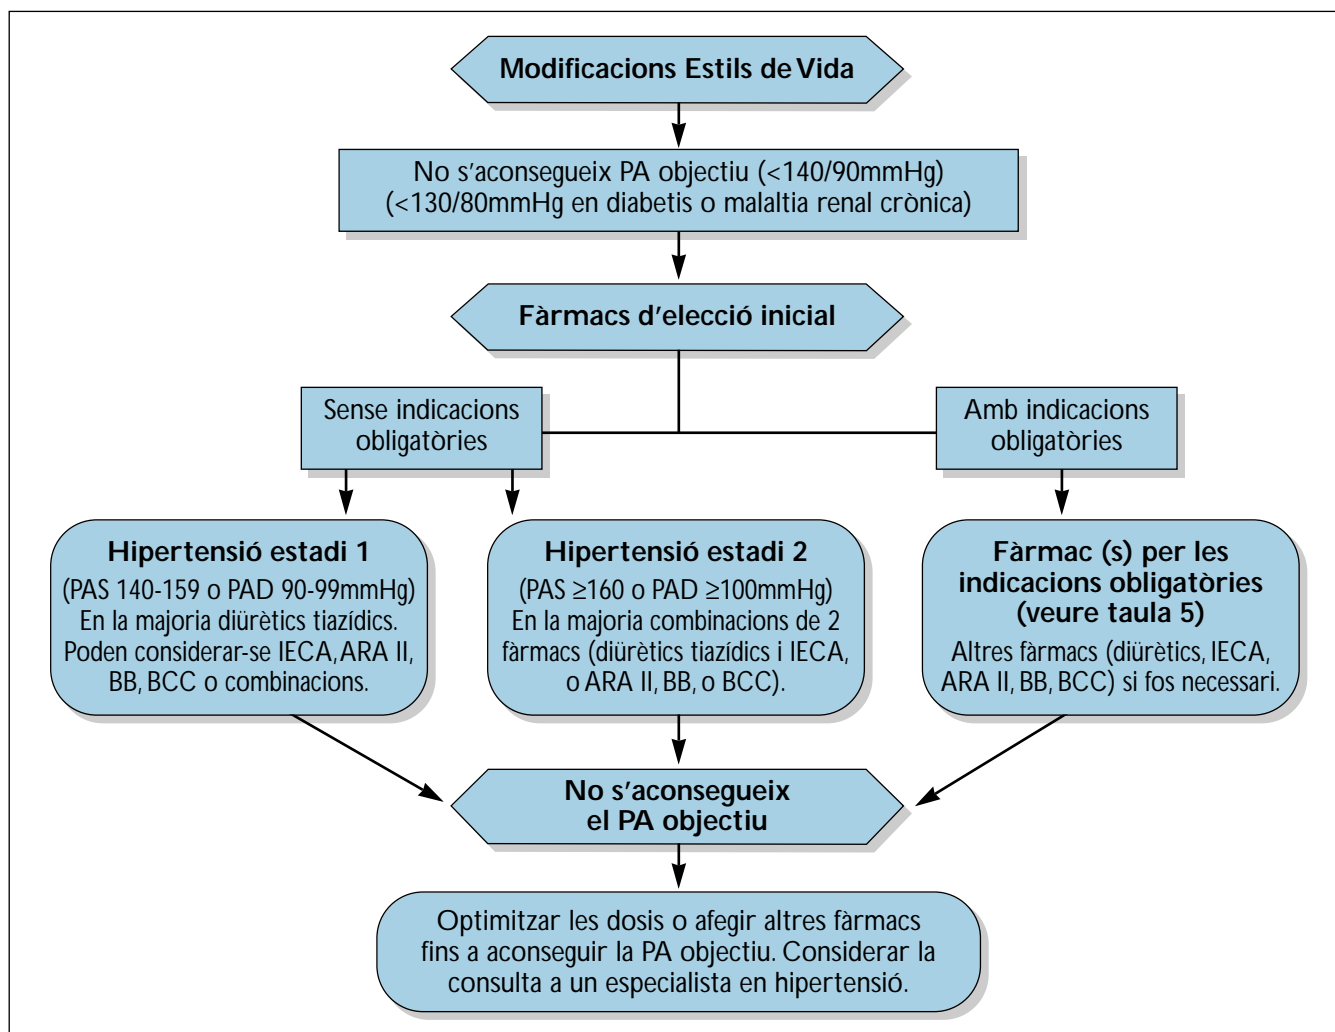 Modificacions Estils de Vida
No s'aconsegueix PA objectiu (<140/90mmHg)
(<130/80mmHg en diabetis o malaltia renal crònica)
Fàrmacs d'elecció inicial
Sense indicacions
obligatòries
Amb indicacions
obligatòries
Hipertensió estadi 1
(PAS 140-159 o PAD 90-99mmHg)
En la majoria diürètics tiazídics.
Poden considerar-se IECA, ARA II,
BB, BCC o combinacions.
Hipertensió estadi 2
(PAS ≥160 o PAD ≥100mmHg)
En la majoria combinacions de 2
fàrmacs (diürètics tiazídics i IECA,
o ARA II, BB, o BCC).
Fàrmac (s) per les
indicacions obligatòries
(veure taula 5)
Altres fàrmacs (diürètics, IECA,
ARA II, BB, BCC) si fos necessari.
No s'aconsegueix
el PA objectiu
Optimitzar les dosis o afegir altres fàrmacs
fins a aconseguir la PA objectiu. Considerar la
consulta a un especialista en hipertensió.